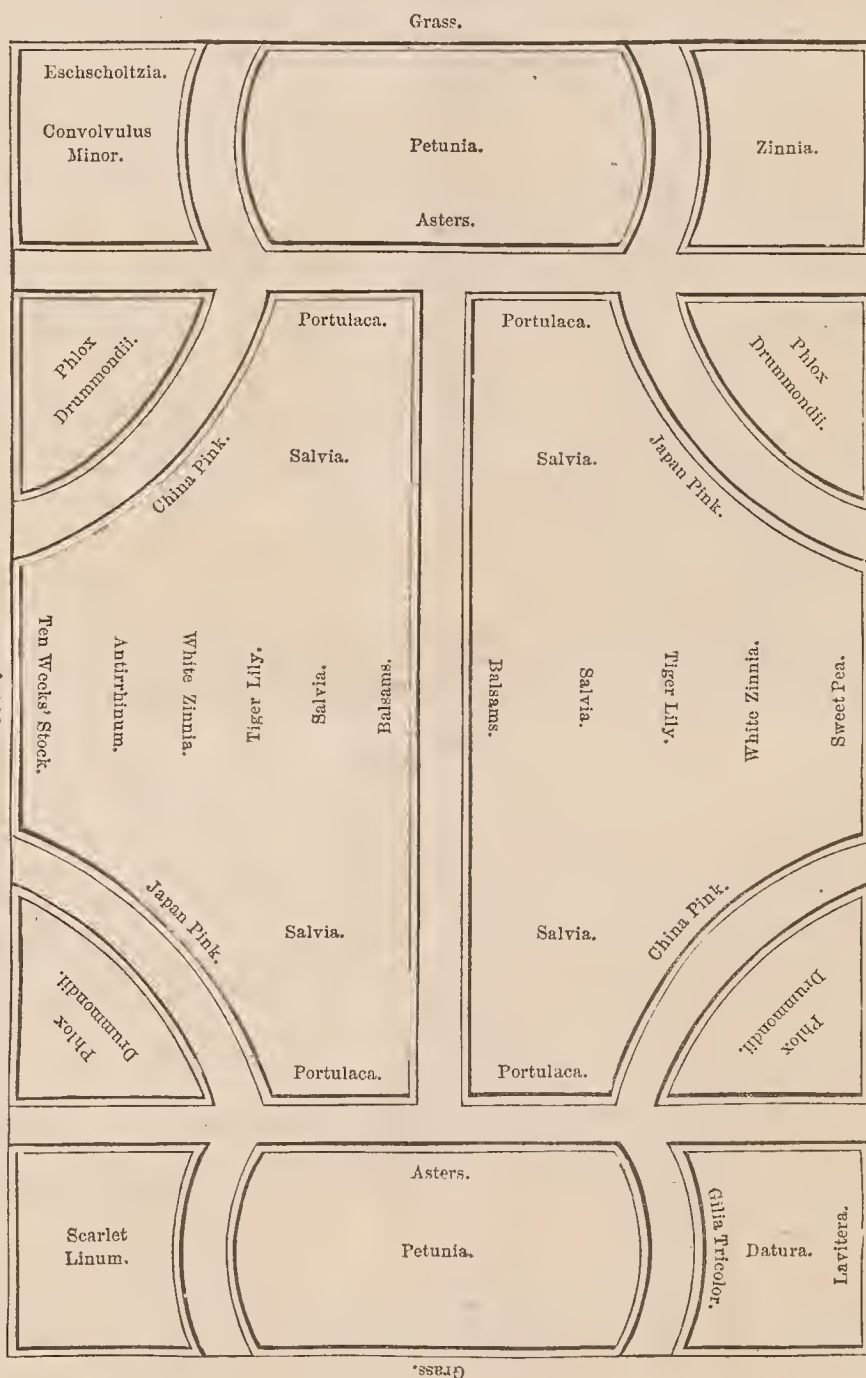 Grass.
Eschscholtzia.
Convolvulus
Minor.
Petunia.
Asters.
Zinnia.
Phlox
Drummondii.
Portulaca.
Portulaca.
Phlox
Drummondii.
China Pink.
Salvia.
Salvia.
Japan Pink.
Ten Weeks' Stock.
Antirrhinum.
White Zinnia.
Tiger Lily.
Salvia.
Balsams.
Balsams.
Salvia.
Tiger Lily.
White Zinnia.
Sweet Pea.
Japan Pink.
Salvia.
Salvia.
China Pink.
Phlox
Drummondii.
Portulaca.
Portulaca.
Phlox
Drummondii.
Scarlet
Linum.
Asters.
Petunia.
Gilia Tricolor.
Datura.
Lavitera.
Grass.